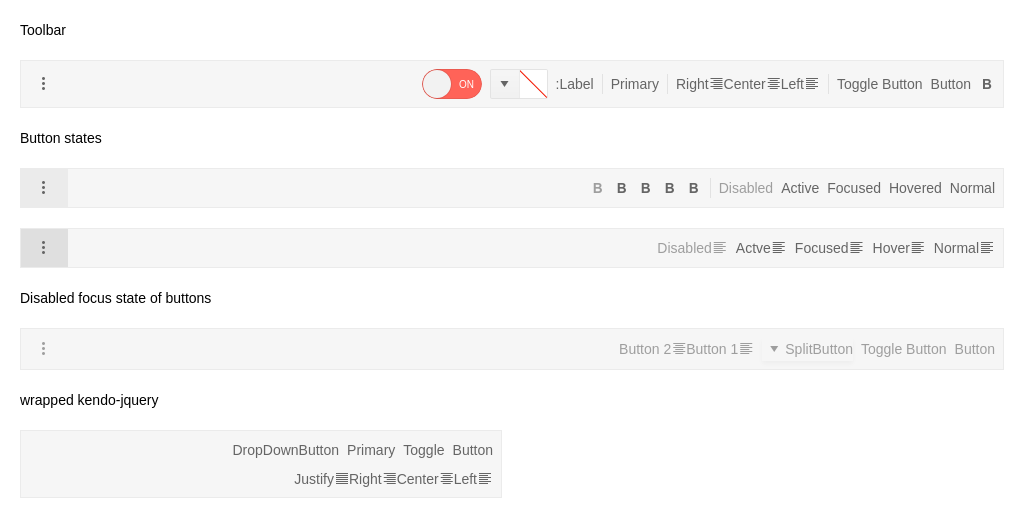 Toolbar
ON :Label Primary Right Center Left Toggle Button Button B
Button states
B B B B B Disabled Active Focused Hovered Normal
Disabled Actve Focused Hover Normal
Disabled focus state of buttons
Button 2 Button 1 SplitButton Toggle Button Button
wrapped kendo-jquery
DropDownButton Primary Toggle Button
Justify Right Center Left